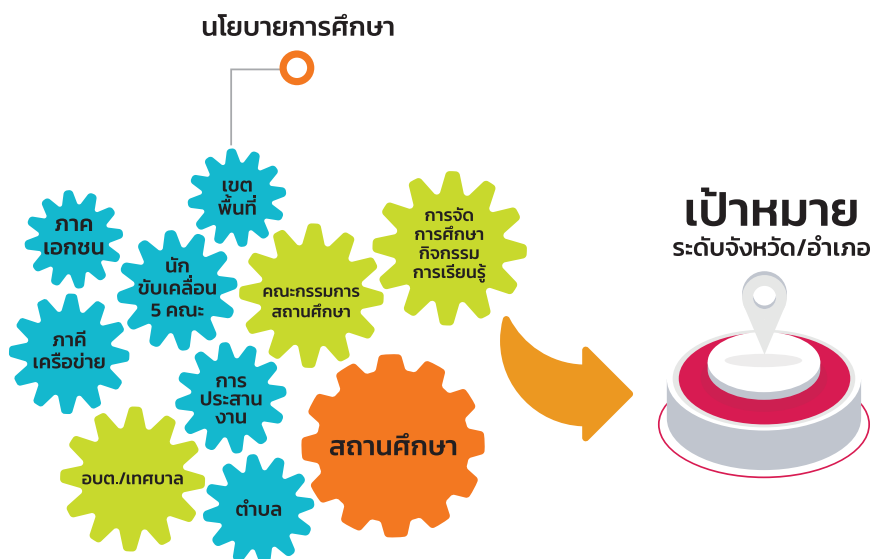 นโยบายการศึกษา
เขต
พื้นที่
ภาค
เอกชน
นัก
ขับเคลื่อน
5 คณะ
คณะกรรมการ
สถานศึกษา
การจัด
การศึกษา
กิจกรรม
การเรียนรู้
ภาคี
เครือข่าย
การ
ประสาน
งาน
สถานศึกษา
อบต./เทศบาล
ตำบล
เป้าหมาย
ระดับจังหวัด/อำเภอ